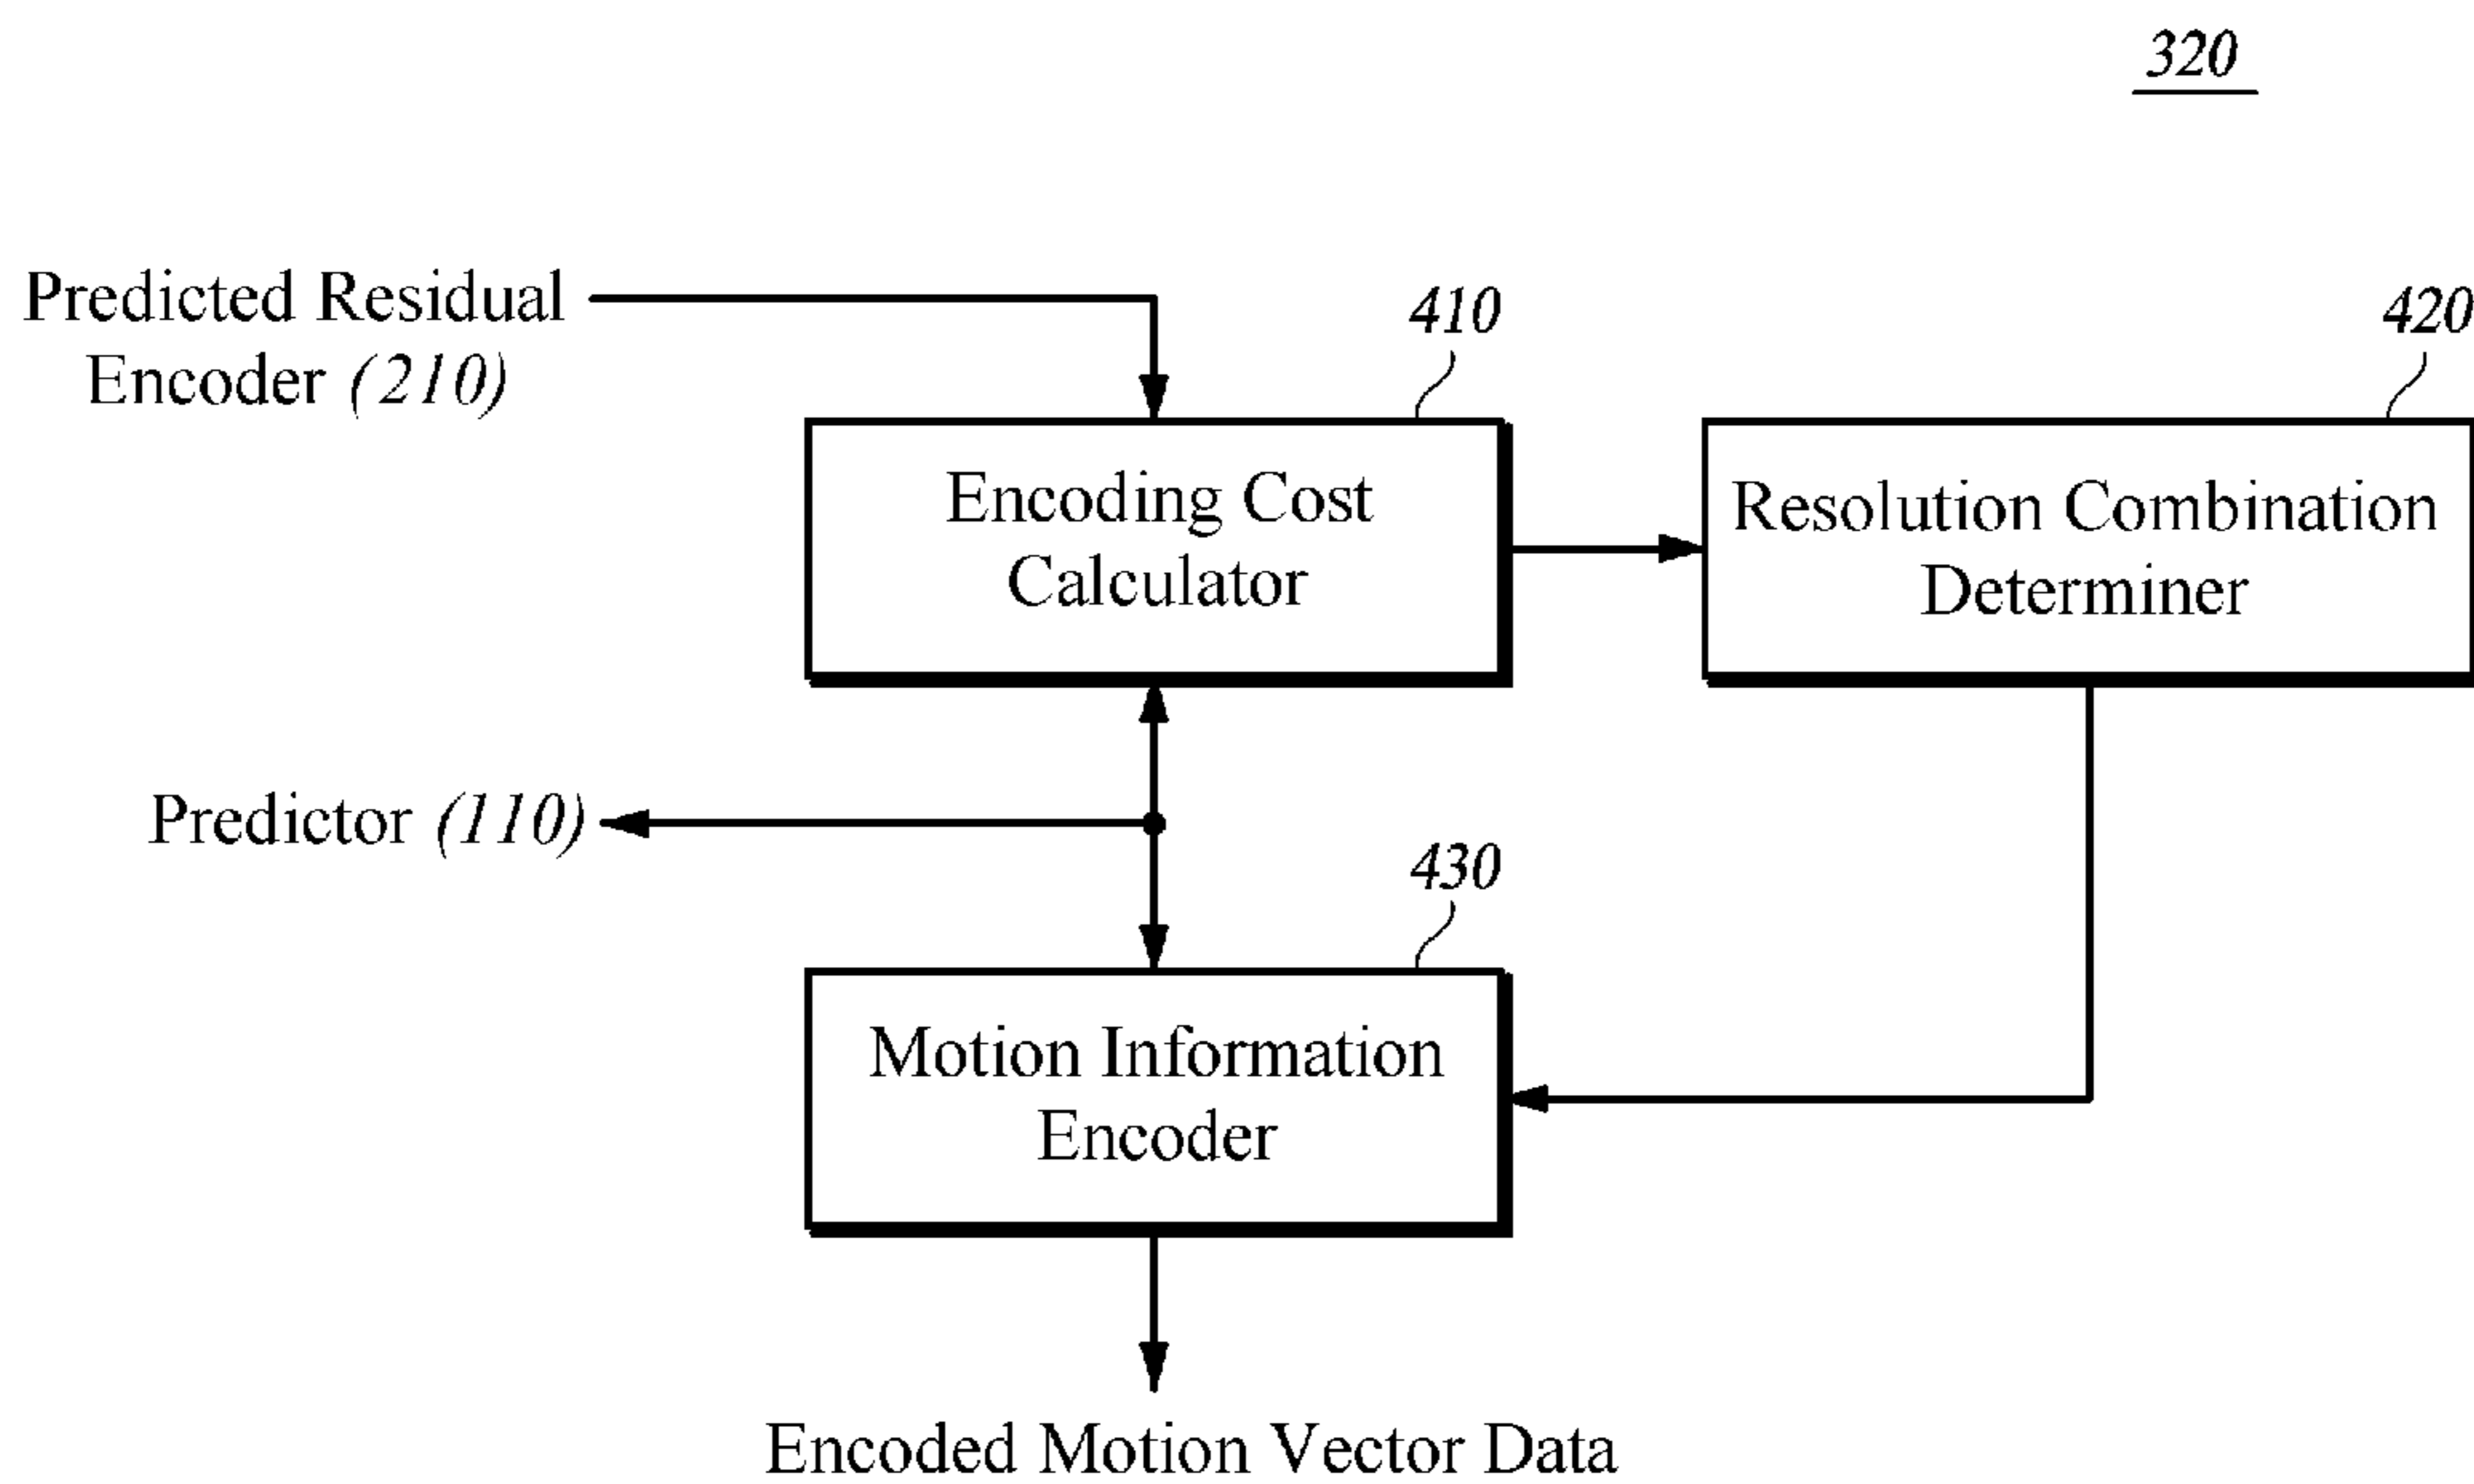 320
Predicted Residual
Encoder (210)
410
420
Encoding Cost
Calculator
Resolution Combination
Determiner
Predictor (110)
430
Motion Information
Encoder
Encoded Motion Vector Data